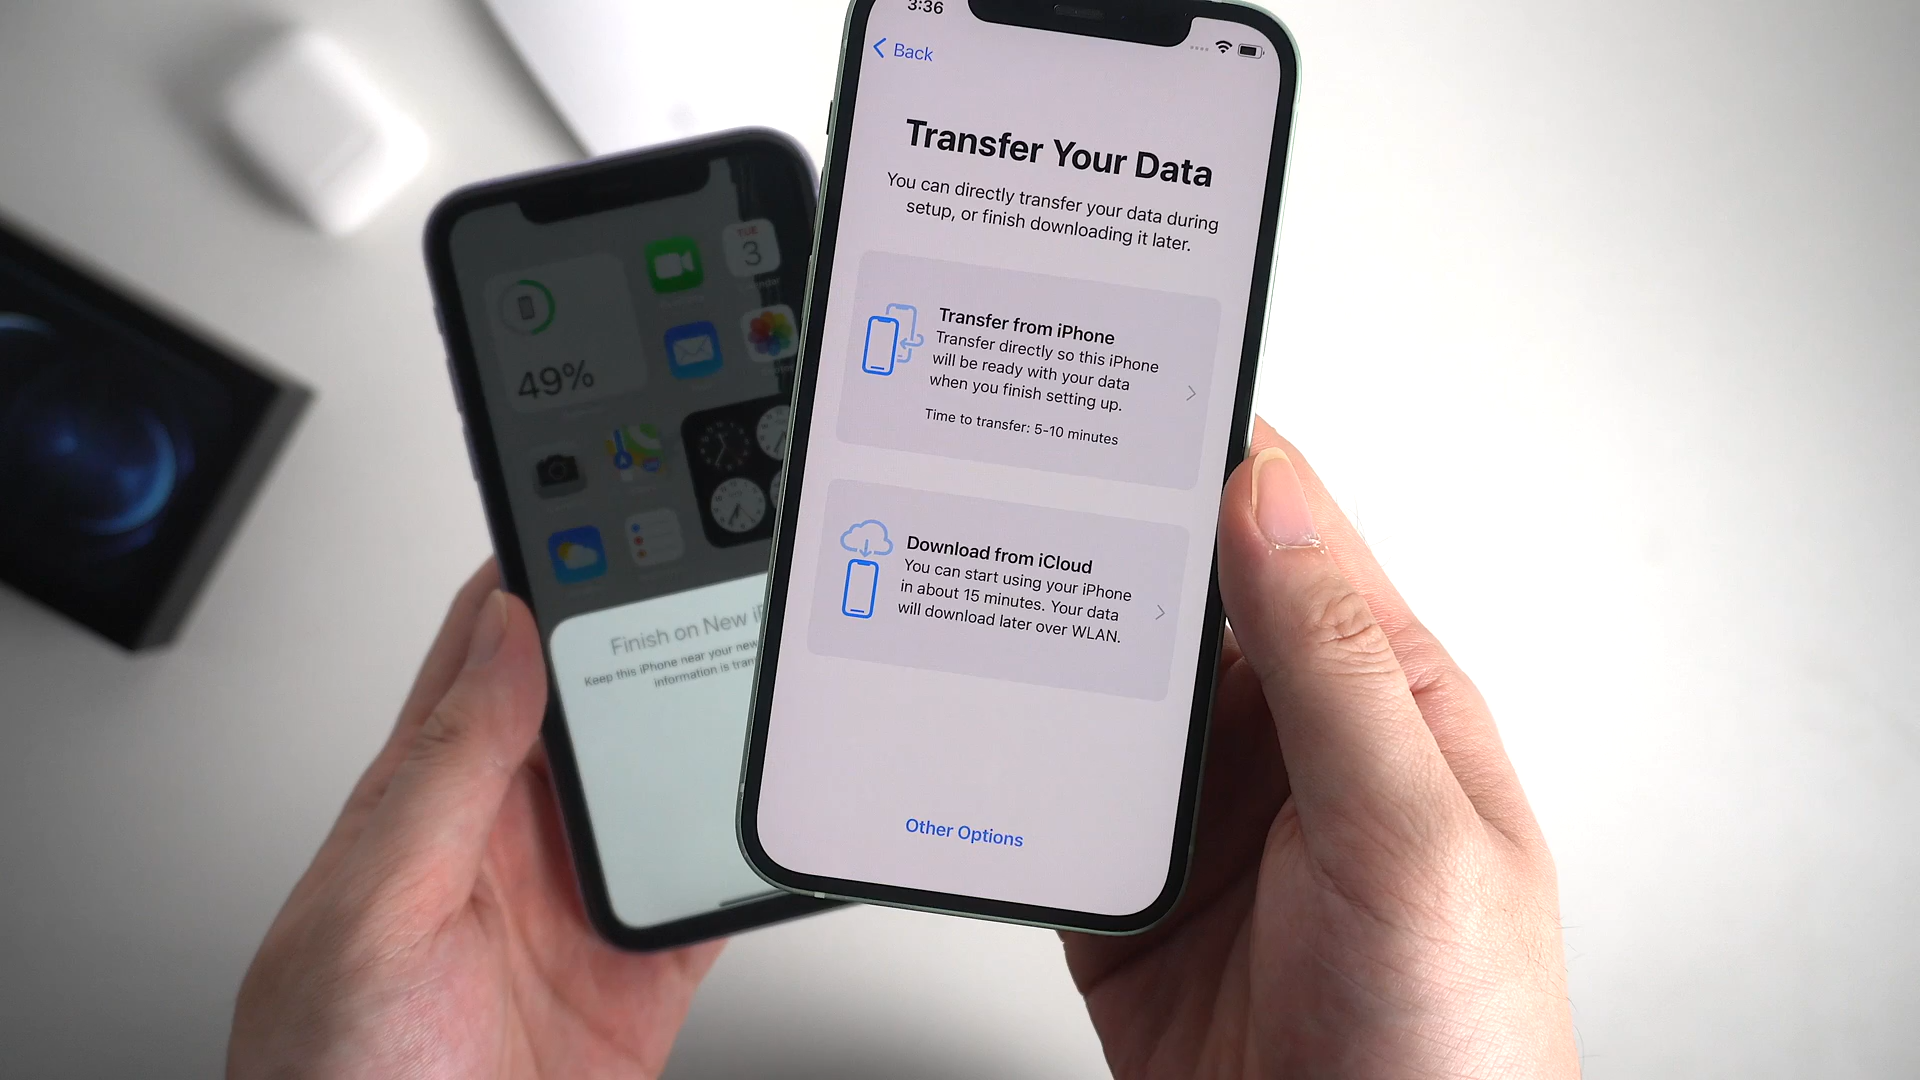 3:36
Back
Transfer Your Data
You can directly transfer your data during
setup, or finish downloading it later.
Transfer from iPhone
Transfer directly so this iPhone
will be ready with your data
when you finish setting up.
Time to transfer: 5-10 minutes
Download from iCloud
You can start using your iPhone
in about 15 minutes. Your data
will download later over WLAN.
Other Options
TUE
3
49%
Finish on New
Keep this iPhone near your new
information is